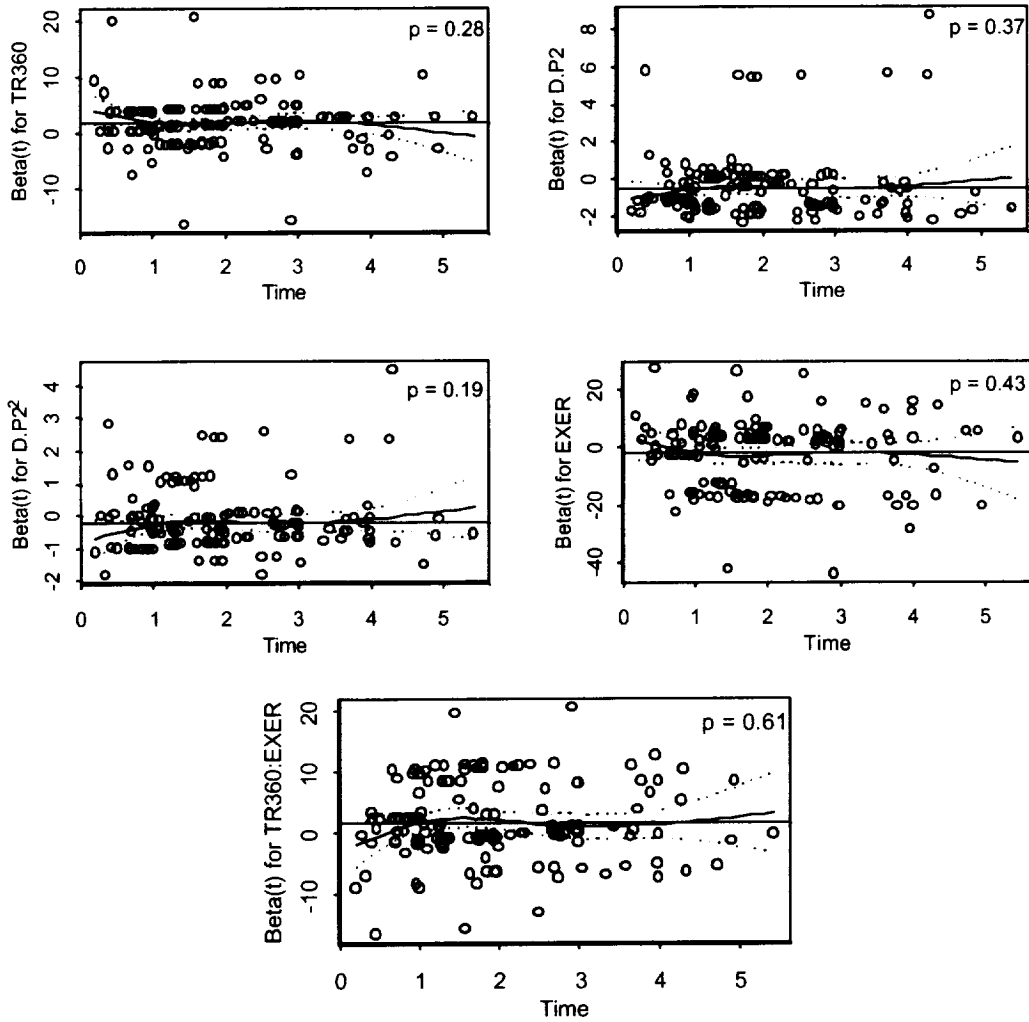 Beta(t) for TR360
20
10
0
-10
p = 0.28
0 1 2 3 4 5
Time
Beta(t) for D.P2
8
6
4
2
0
-2
p = 0.37
0 1 2 3 4 5
Time
Beta(t) for D.P2²
4
3
2
1
0
-1
-2
p = 0.19
0 1 2 3 4 5
Time
Beta(t) for EXER
20
0
-20
-40
p = 0.43
0 1 2 3 4 5
Time
Beta(t) for TR360:EXER
20
10
0
-10
p = 0.61
0 1 2 3 4 5
Time